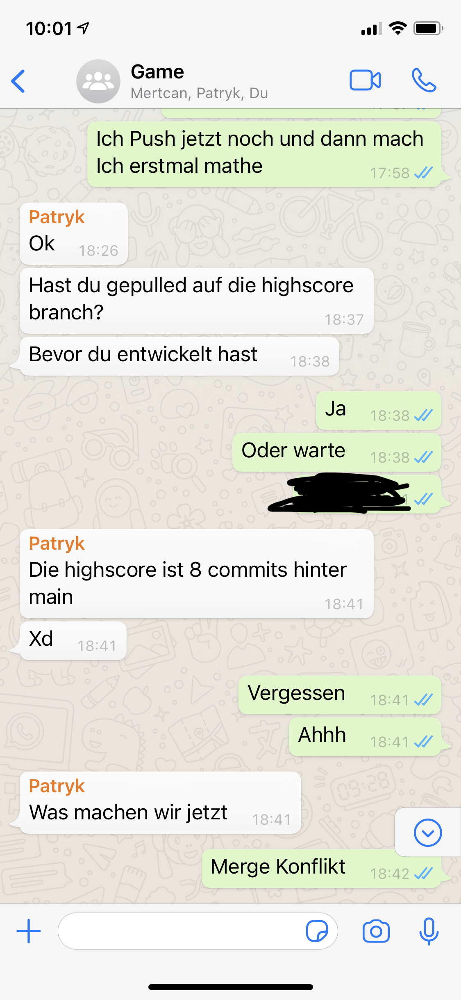 10:01
Game
Mertcan, Patryk, Du
Ich Push jetzt noch und dann mach
Ich erstmal mathe
17:58
Patryk
Ok
18:26
Hast du gepulled auf die highscore
branch?
18:37
Bevor du entwickelt hast
18:38
Ja
18:38
Oder warte
18:38
Patryk
Die highscore ist 8 commits hinter
main
18:41
Xd
18:41
Vergessen
18:41
Ahhh
18:41
Patryk
Was machen wir jetzt
18:41
Merge Konflikt
18:42